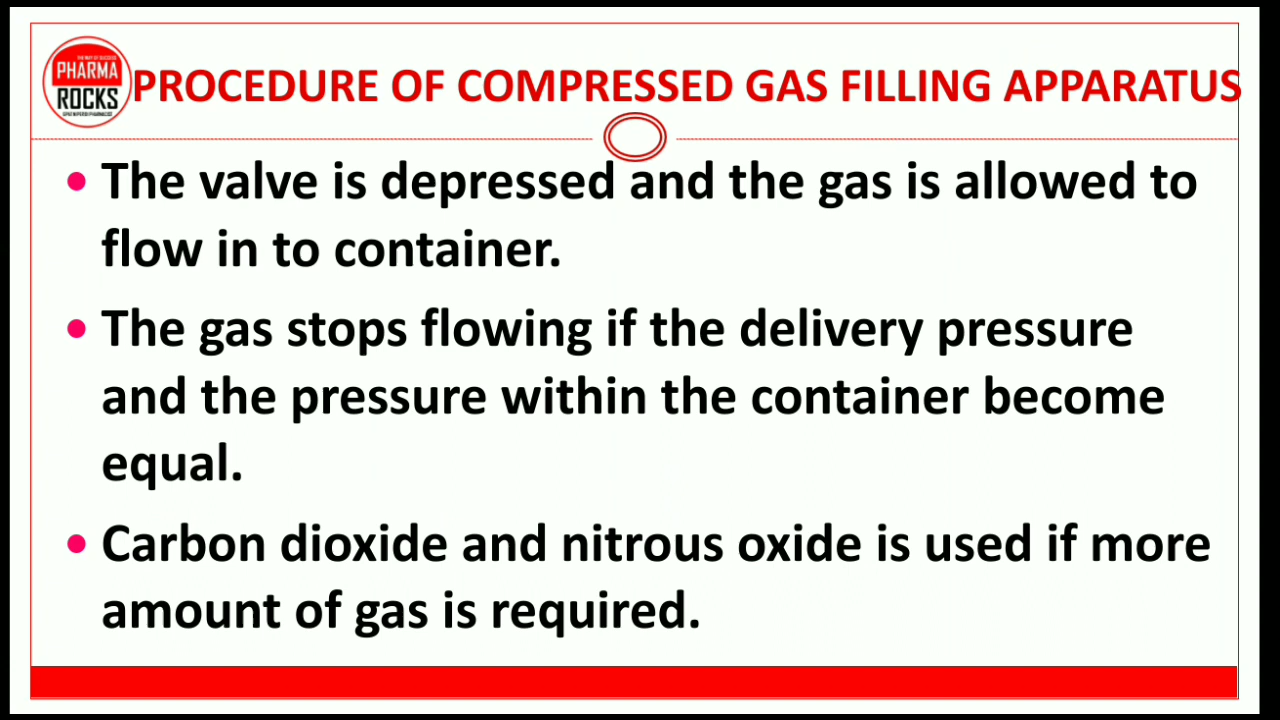 PHARMA
ROCKS
PROCEDURE OF COMPRESSED GAS FILLING APPARATUS
• The valve is depressed and the gas is allowed to
flow in to container.
• The gas stops flowing if the delivery pressure
and the pressure within the container become
equal.
• Carbon dioxide and nitrous oxide is used if more
amount of gas is required.